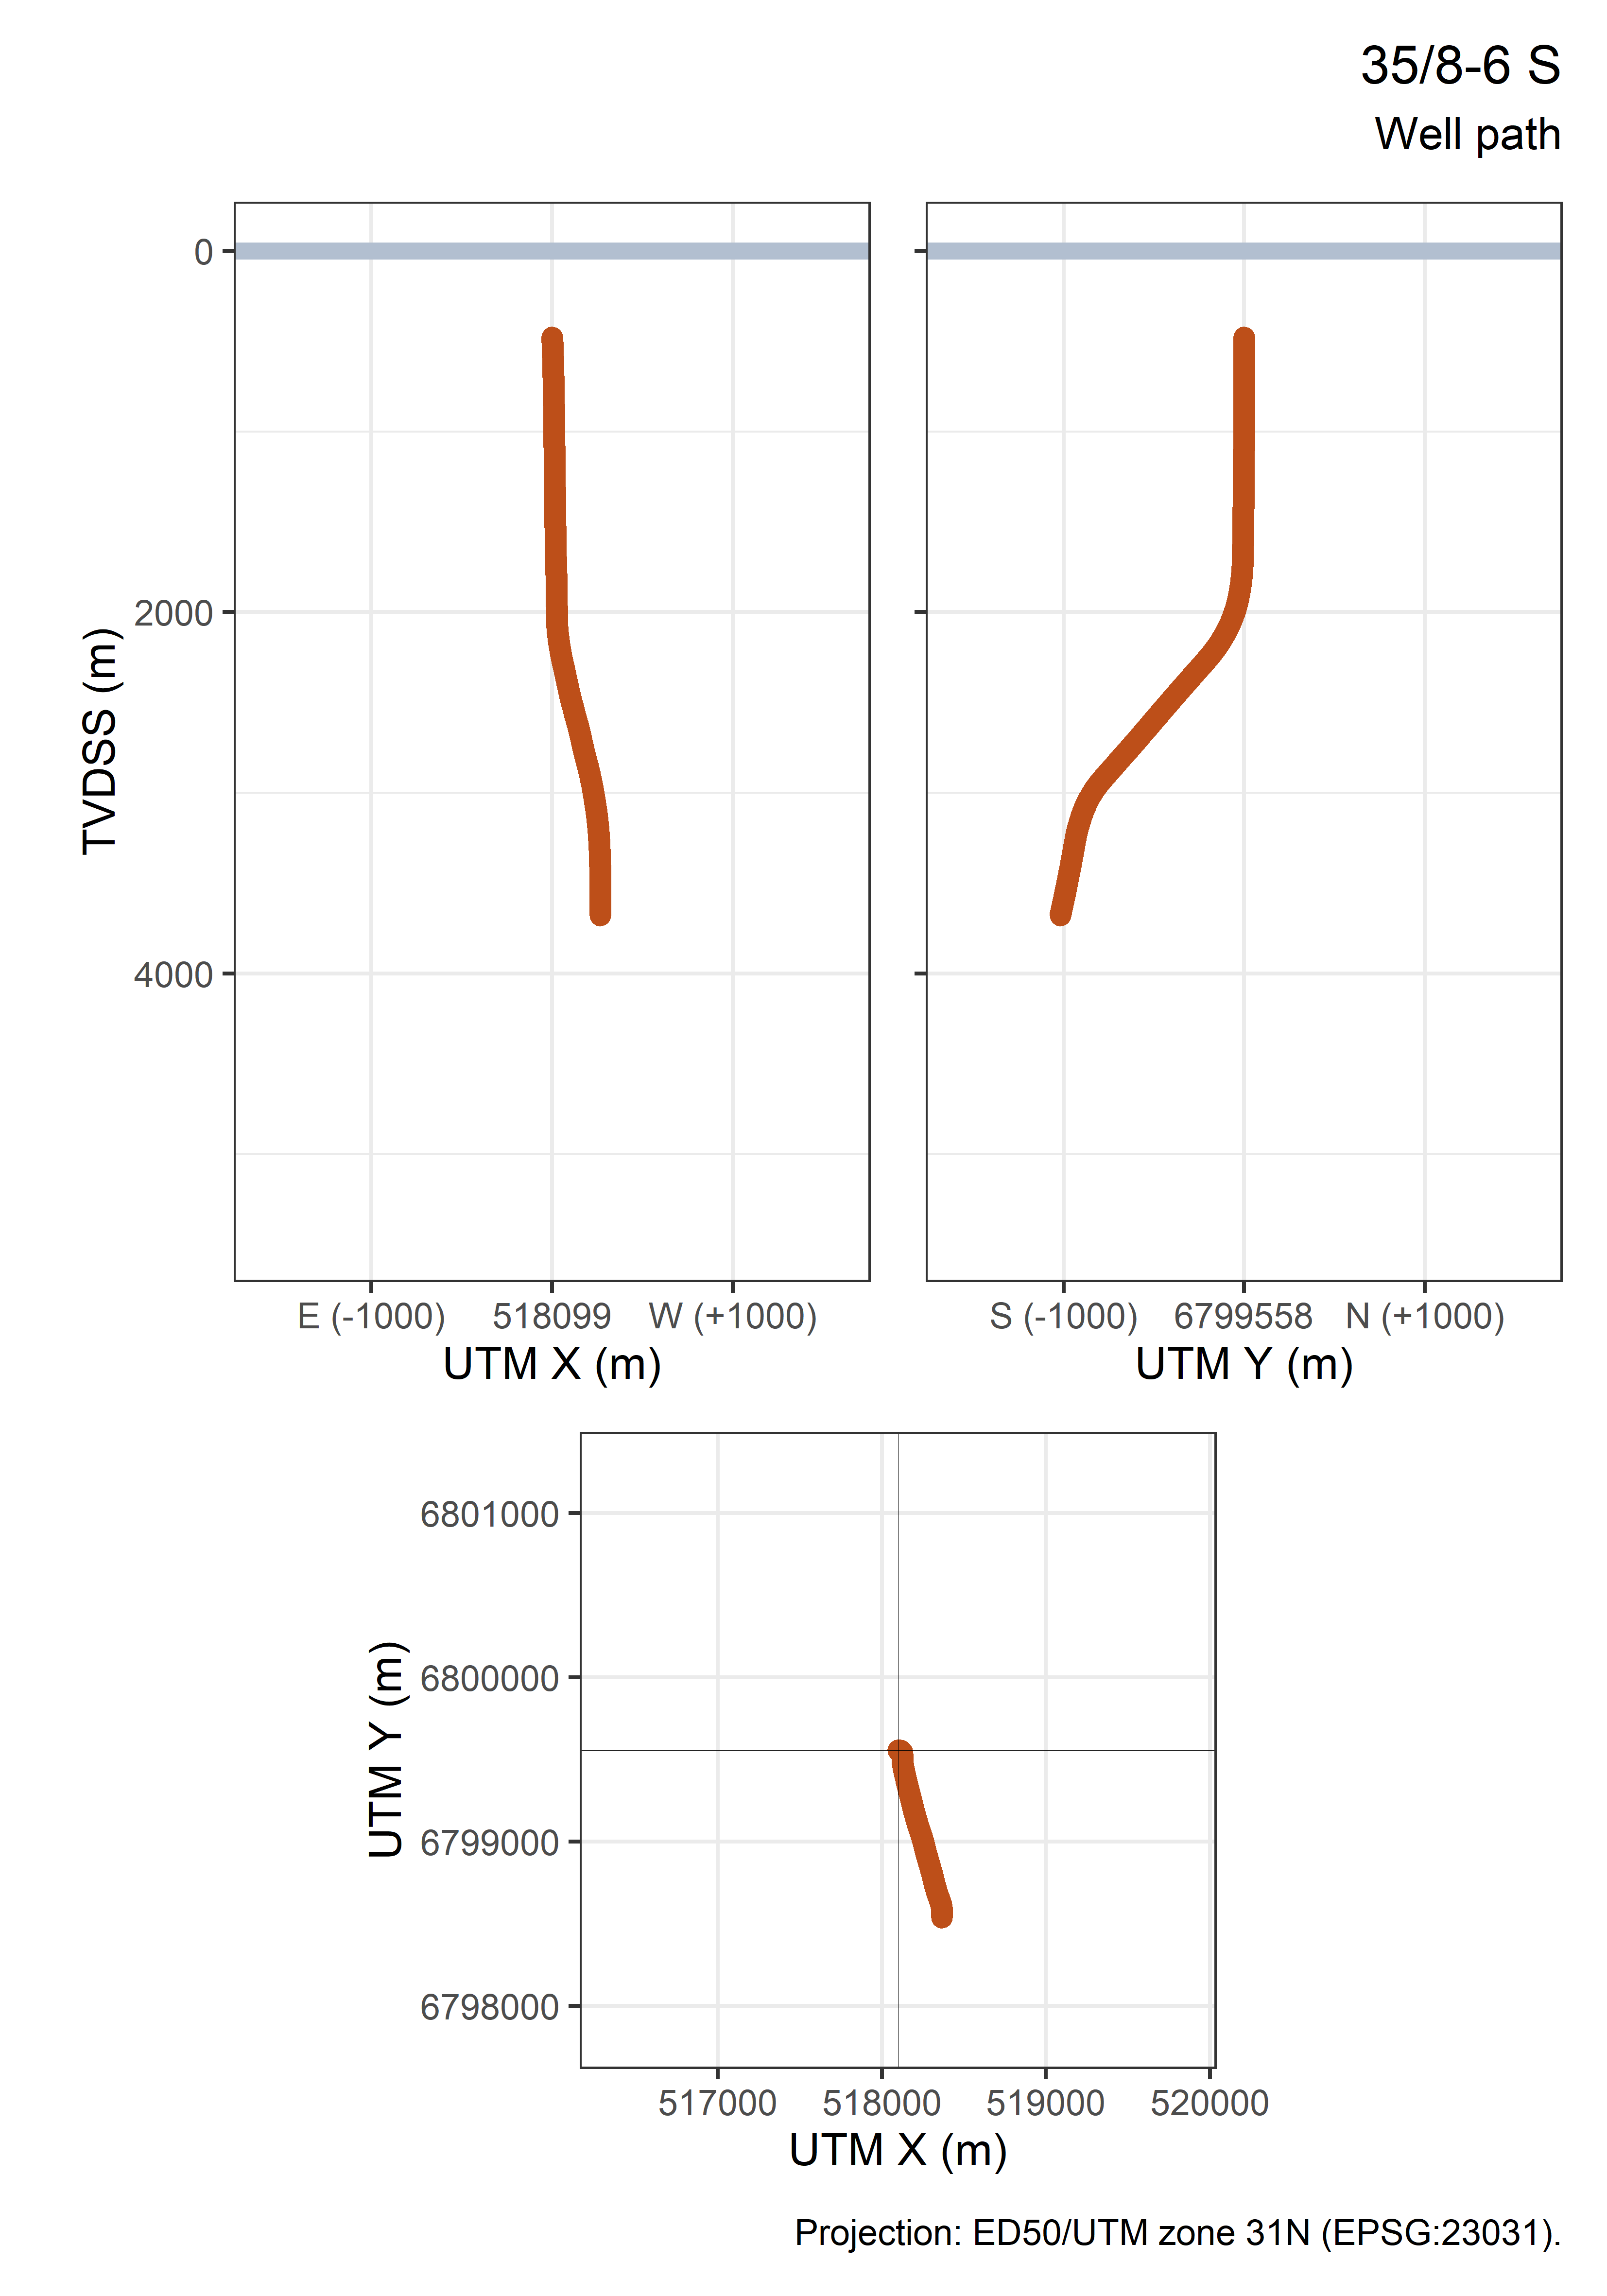 35/8-6 S
Well path
TVDSS (m)
0
2000
4000
E (-1000) 518099 W (+1000)
UTM X (m)
S (-1000) 6799558 N (+1000)
UTM Y (m)
UTM Y (m)
6801000
6800000
6799000
6798000
517000 518000 519000 520000
UTM X (m)
Projection: ED50/UTM zone 31N (EPSG:23031).